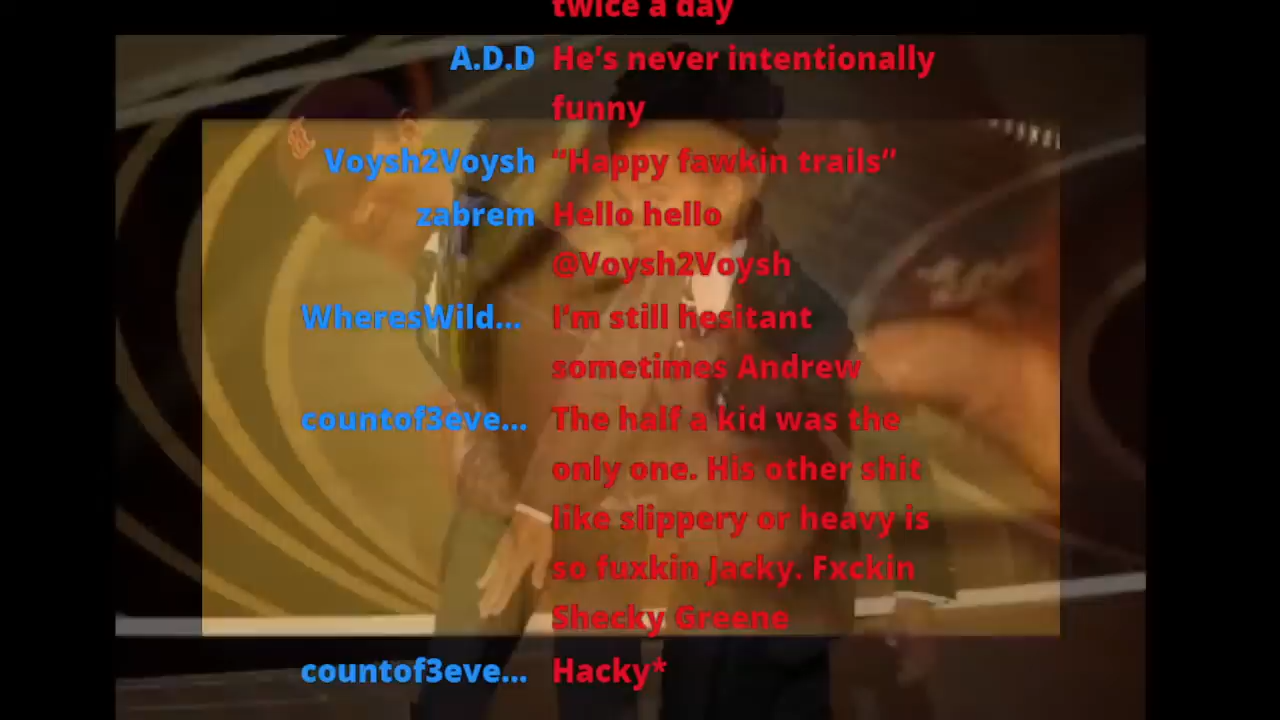 twice a day
A.D.D He's never intentionally
funny
Voysh2Voysh “Happy fawkin trails”
zabrem Hello hello
@Voysh2Voysh
WheresWild... I'm still hesitant
sometimes Andrew
countof3eve... The half a kid was the
only one. His other shit
like slippery or heavy is
so fuxkin Jacky. Fxckin
Shecky Greene
countof3eve... Hacky*